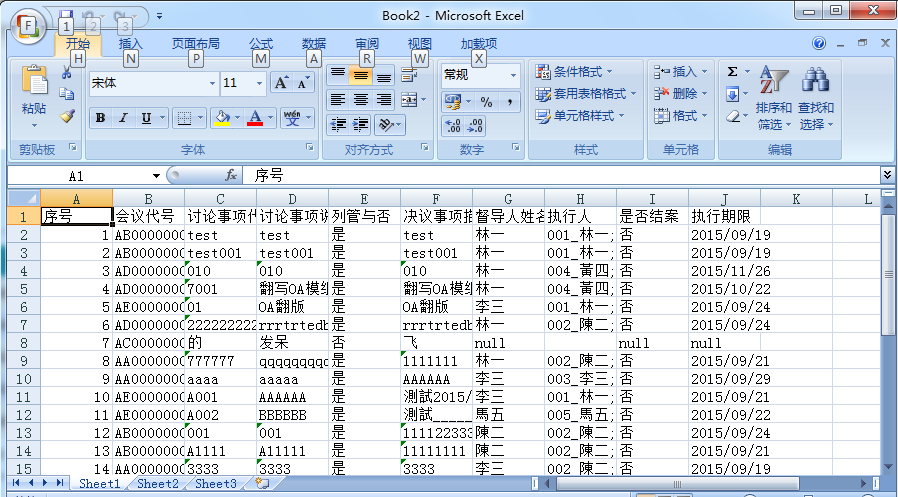 Book2 - Microsoft Excel
F 1 2 3
开始 插入 页面布局 公式 数据 审阅 视图 加载项
H N P M A R W X
粘贴
剪贴板
宋体 11 A A
B I U A wén 文
字体
对齐方式
常规
% ,
数字
条件格式
套用表格格式
单元格样式
样式
插入
删除
格式
单元格
Σ
排序和筛选
查找和选择
编辑
A1 fx 序号
A B C D E F G H I J K L
1 序号 会议代号 讨论事项代 讨论事项说 列管与否 决议事项描 督导人姓名 执行人 是否结案 执行期限
2 1 AB0000000 test test 是 test 林一 001_林一; 否 2015/09/19
3 2 AB0000000 test001 test001 是 test001 林一 001_林一; 否 2015/09/19
4 3 AD0000000 010 010 是 010 林一 004_黃四; 否 2015/11/26
5 4 AD0000000 7001 翻写OA模组 是 翻写OA模组 林一 004_黃四; 否 2015/10/22
6 5 AE0000000 01 OA翻版 是 OA翻版 李三 001_林一; 否 2015/09/24
7 6 AD0000000 2222222222 rrrtrtedb 是 rrrtrtedb 林一 002_陳二; 否 2015/09/24
8 7 AC0000000 的 发呆 否 飞 null null null
9 8 AA0000000 777777 qqqqqqqqq 是 1111111 林一 002_陳二; 否 2015/09/21
10 9 AA0000000 aaaa aaaaa 是 AAAAAA 李三 003_李三; 否 2015/09/29
11 10 AE0000000 A001 AAAAAA 是 測試2015/ 李三 001_林一; 否 2015/09/21
12 11 AE0000000 A002 BBBBBB 是 測試_____ 馬五 005_馬五; 否 2015/09/22
13 12 AB0000000 001 001 是 111122333 陳二 002_陳二; 否 2015/09/24
14 13 AB0000000 A1111 A11111 是 11111111 陳二 002_陳二; 否 2015/09/21
15 14 AA0000000 3333 3333 是 3333 李三 002_陳二; 否 2015/09/19
Sheet1 Sheet2 Sheet3